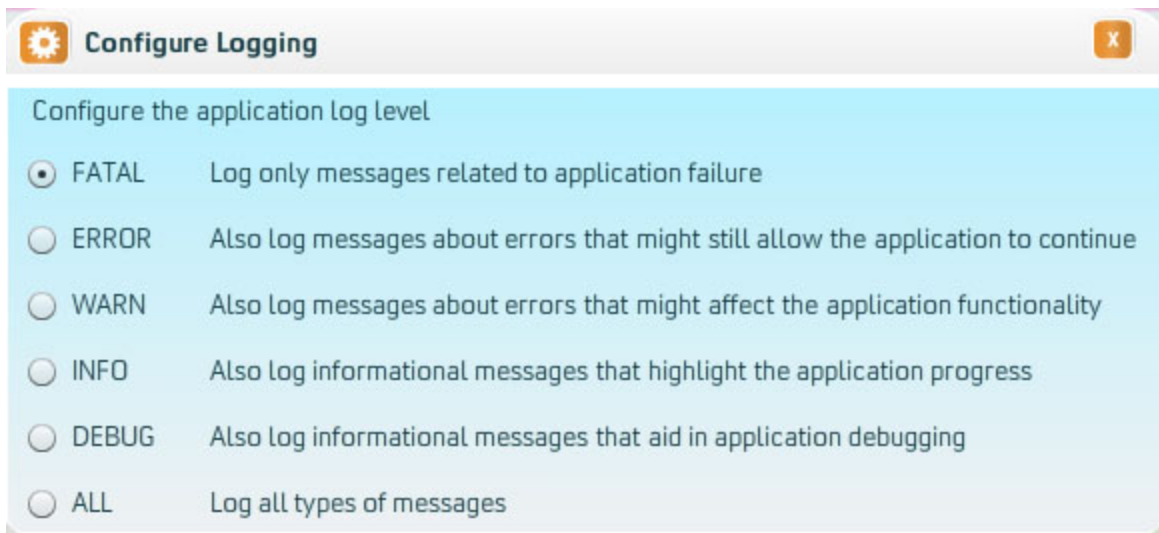 Configure Logging X
Configure the application log level
FATAL Log only messages related to application failure
ERROR Also log messages about errors that might still allow the application to continue
WARN Also log messages about errors that might affect the application functionality
INFO Also log informational messages that highlight the application progress
DEBUG Also log informational messages that aid in application debugging
ALL Log all types of messages